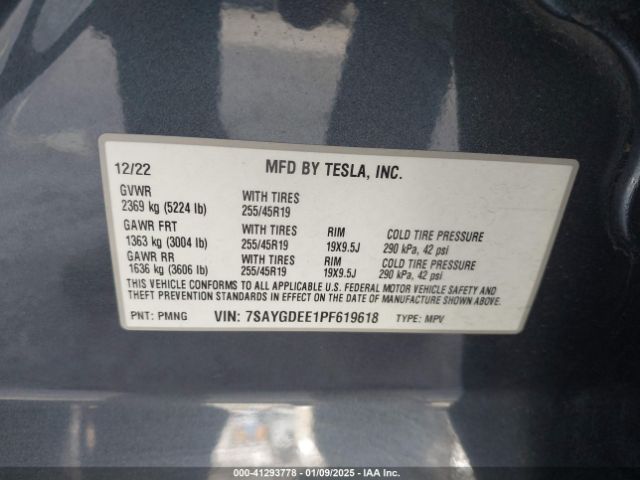 12/22 MFD BY TESLA, INC.
GVWR WITH TIRES
2369 kg (5224 lb) 255/45R19
GAWR FRT WITH TIRES RIM COLD TIRE PRESSURE
1363 kg (3004 lb) 255/45R19 19X9.5J 290 kPa, 42 psi
GAWR RR WITH TIRES RIM COLD TIRE PRESSURE
1636 kg (3606 lb) 255/45R19 19X9.5J 290 kPa, 42 psi
THIS VEHICLE CONFORMS TO ALL APPLICABLE U.S. FEDERAL MOTOR VEHICLE SAFETY AND
THEFT PREVENTION STANDARDS IN EFFECT ON THE DATE OF MANUFACTURE SHOWN ABOVE.
PNT: PMNG VIN: 7SAYGDEE1PF619618 TYPE: MPV
000-41293778 - 01/09/2025 - IAA Inc.